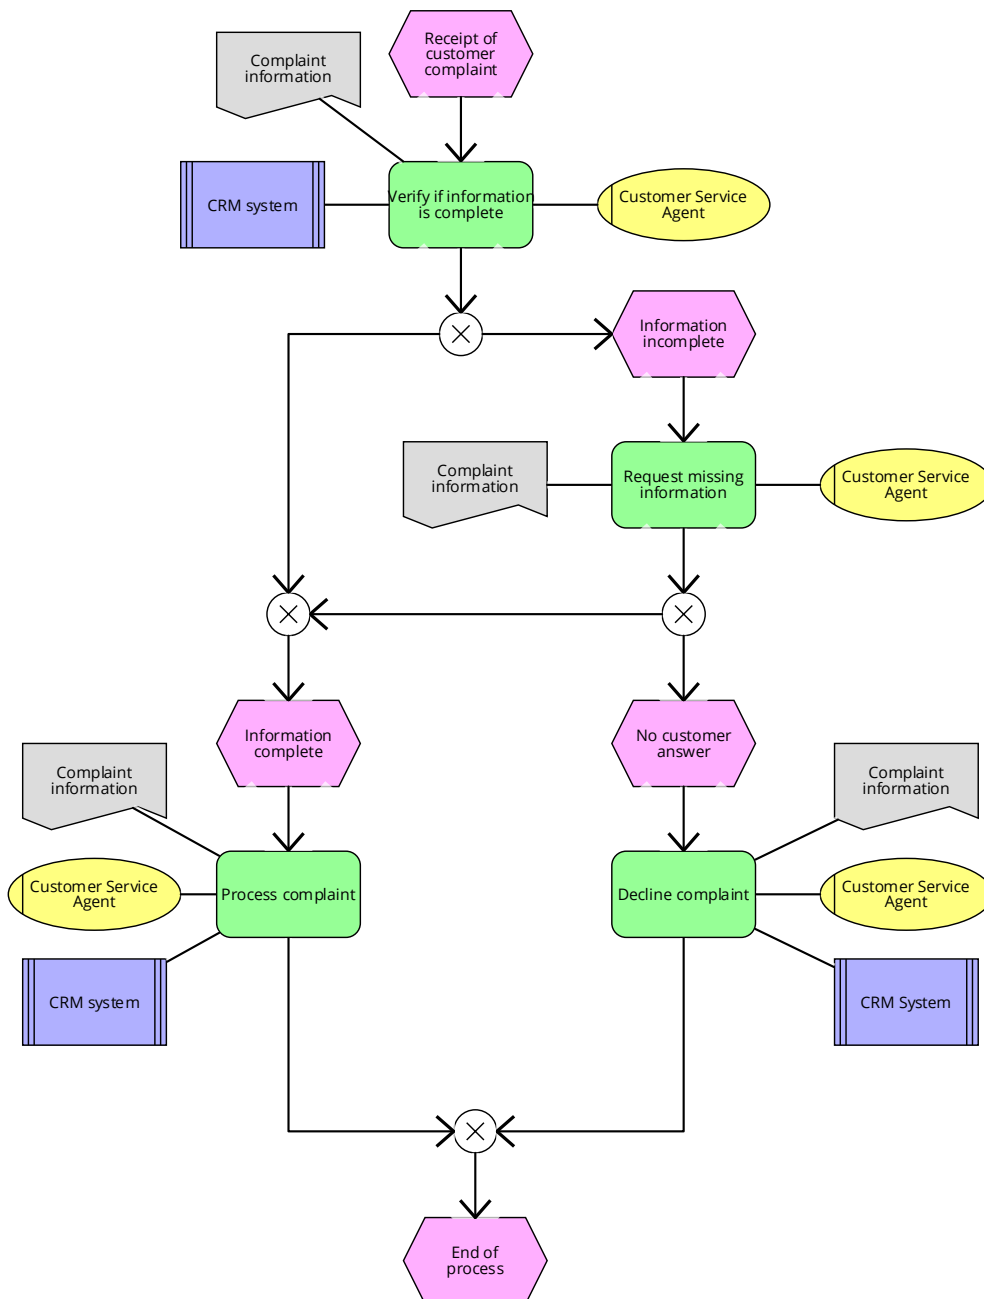 Receipt of
customer
complaint
Complaint
information
CRM system
Verify if information
is complete
Customer Service
Agent
Information
incomplete
Complaint
information
Request missing
information
Customer Service
Agent
Information
complete
No customer
answer
Complaint
information
Complaint
information
Customer Service
Agent
Process complaint
Decline complaint
Customer Service
Agent
CRM system
CRM System
End of
process